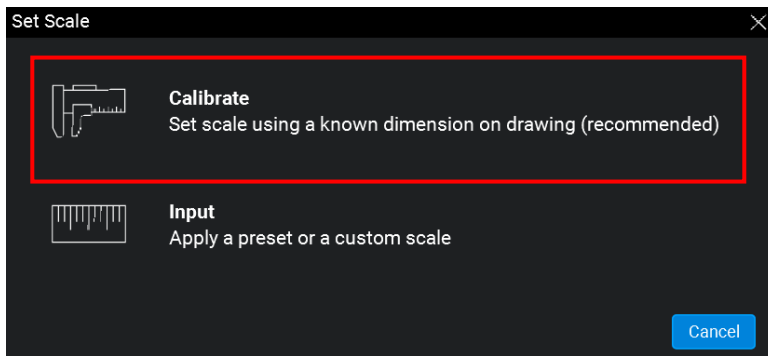 Set Scale
Calibrate
Set scale using a known dimension on drawing (recommended)
Input
Apply a preset or a custom scale
Cancel